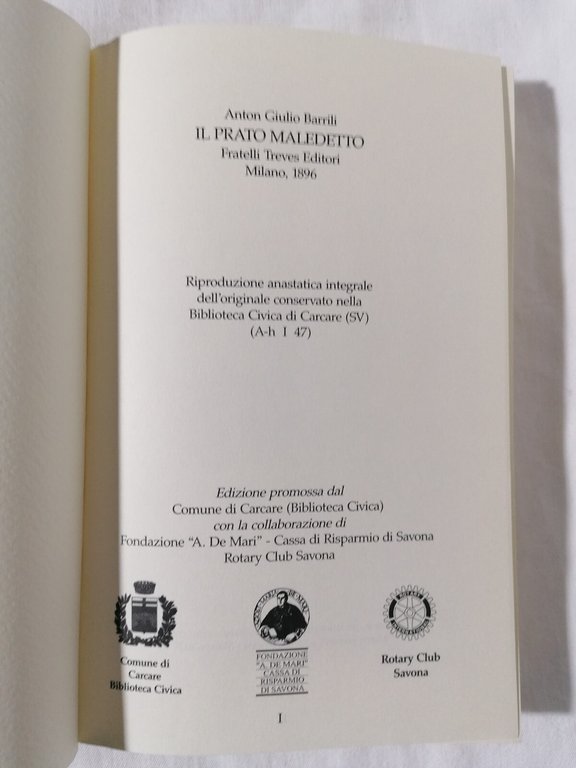 Anton Giulio Barrili
IL PRATO MALEDETTO
Fratelli Treves Editori
Milano, 1896
Riproduzione anastatica integrale
dell'originale conservato nella
Biblioteca Civica di Carcare (SV)
(A-h I 47)
Edizione promossa dal
Comune di Carcare (Biblioteca Civica)
con la collaborazione di
Fondazione "A. De Mari" - Cassa di Risparmio di Savona
Rotary Club Savona
Comune di
Carcare
Biblioteca Civica
FONDAZIONE
"A. DE MARI"
CASSA DI
RISPARMIO
DI SAVONA
ROTARY
INTERNATIONAL
Rotary Club
Savona
I